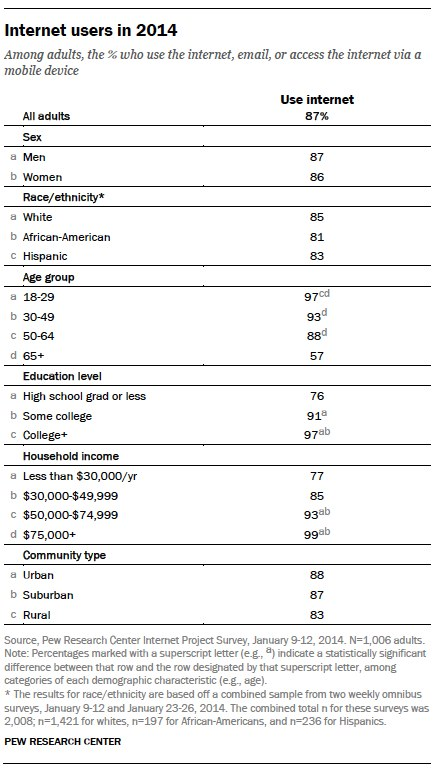 Internet users in 2014
Among adults, the % who use the internet, email, or access the internet via a
mobile device
Use internet
All adults 87%
Sex
a Men 87
b Women 86
Race/ethnicity*
a White 85
b African-American 81
c Hispanic 83
Age group
a 18-29 97cd
b 30-49 93d
c 50-64 88d
d 65+ 57
Education level
a High school grad or less 76
b Some college 91a
c College+ 97ab
Household income
a Less than $30,000/yr 77
b $30,000-$49,999 85
c $50,000-$74,999 93ab
d $75,000+ 99ab
Community type
a Urban 88
b Suburban 87
c Rural 83
Source, Pew Research Center Internet Project Survey, January 9-12, 2014. N=1,006 adults.
Note: Percentages marked with a superscript letter (e.g., a) indicate a statistically significant
difference between that row and the row designated by that superscript letter, among
categories of each demographic characteristic (e.g., age).
* The results for race/ethnicity are based off a combined sample from two weekly omnibus
surveys, January 9-12 and January 23-26, 2014. The combined total n for these surveys was
2,008; n=1,421 for whites, n=197 for African-Americans, and n=236 for Hispanics.
PEW RESEARCH CENTER